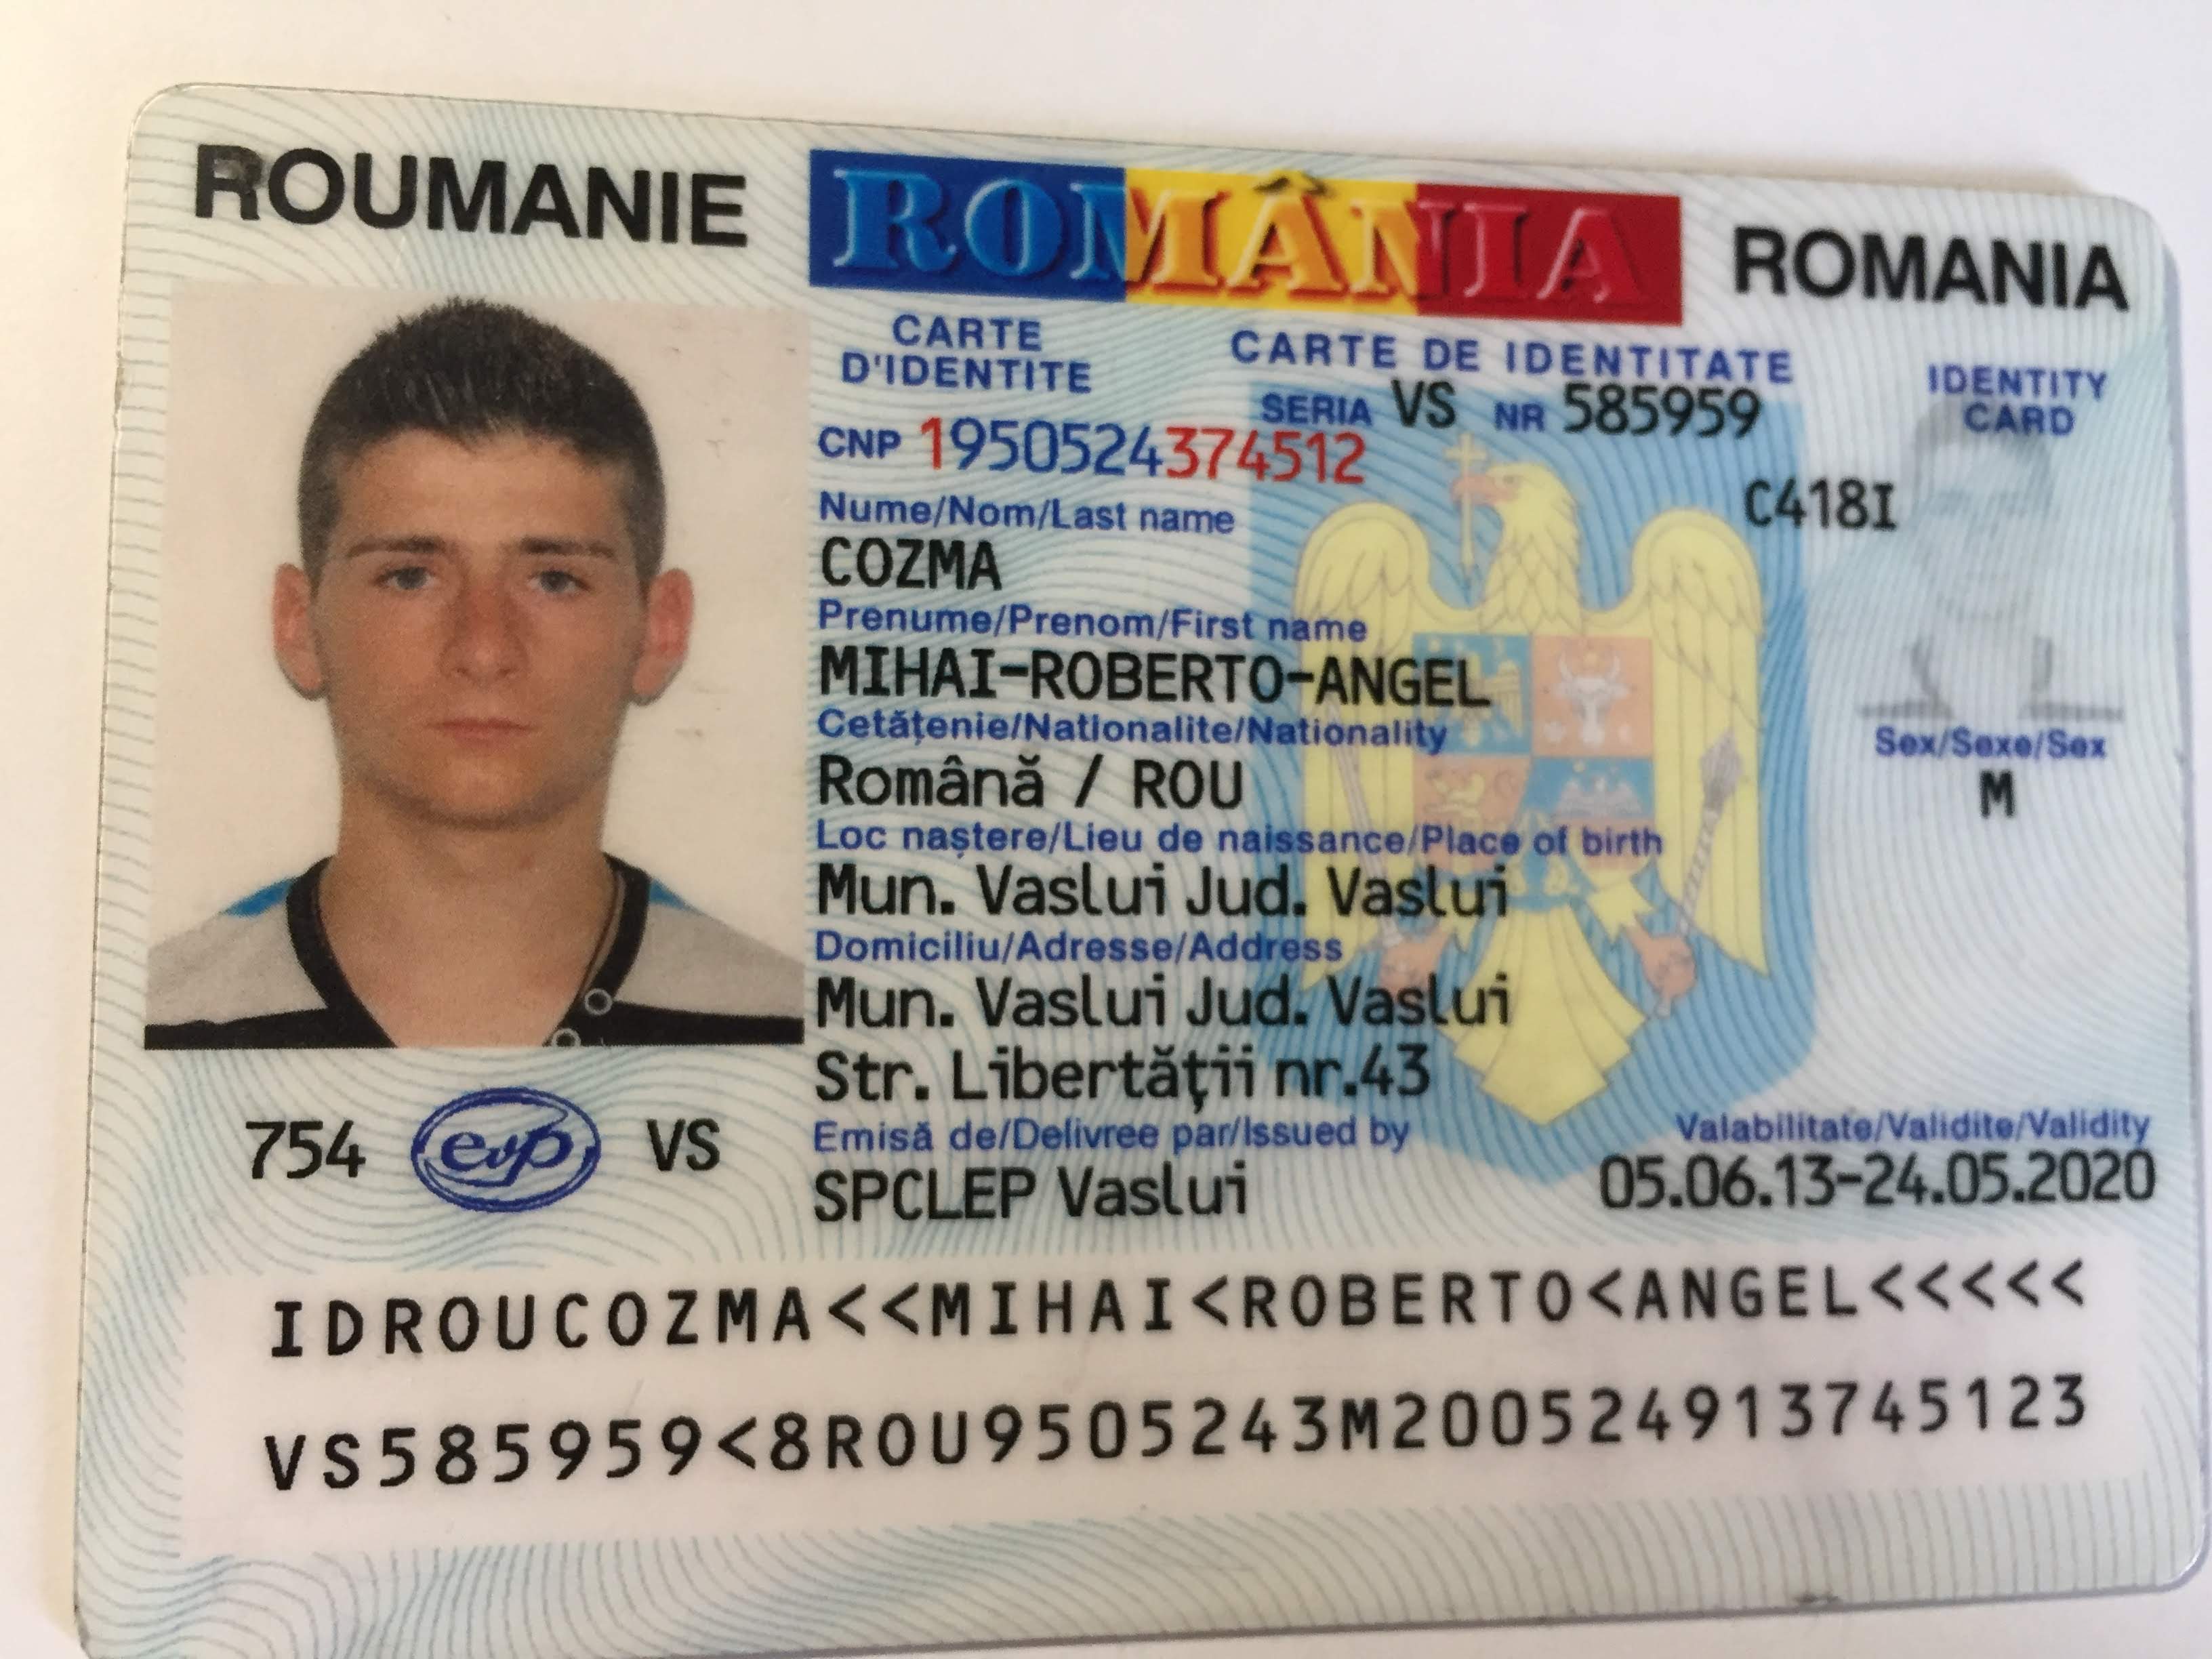 ROUMANIE ROMÂNIA ROMANIA
CARTE D'IDENTITE
CARTE DE IDENTITATE
IDENTITY CARD
SERIA VS NR 585959
CNP 1950524374512
Nume/Nom/Last name
COZMA
C418I
Prenume/Prenom/First name
MIHAI-ROBERTO-ANGEL
Cetățenie/Nationalite/Nationality
Română / ROU
Sex/Sexe/Sex
M
Loc naștere/Lieu de naissance/Place of birth
Mun. Vaslui Jud. Vaslui
Domiciliu/Adresse/Address
Mun. Vaslui Jud. Vaslui
Str. Libertății nr.43
Emisă de/Delivree par/Issued by
Valabilitate/Validite/Validity
754 evp VS SPCLEP Vaslui 05.06.13-24.05.2020
IDROUCOZMA<<MIHAI<ROBERTO<ANGEL<<<<<
VS585959<8ROU9505243M200524913745123